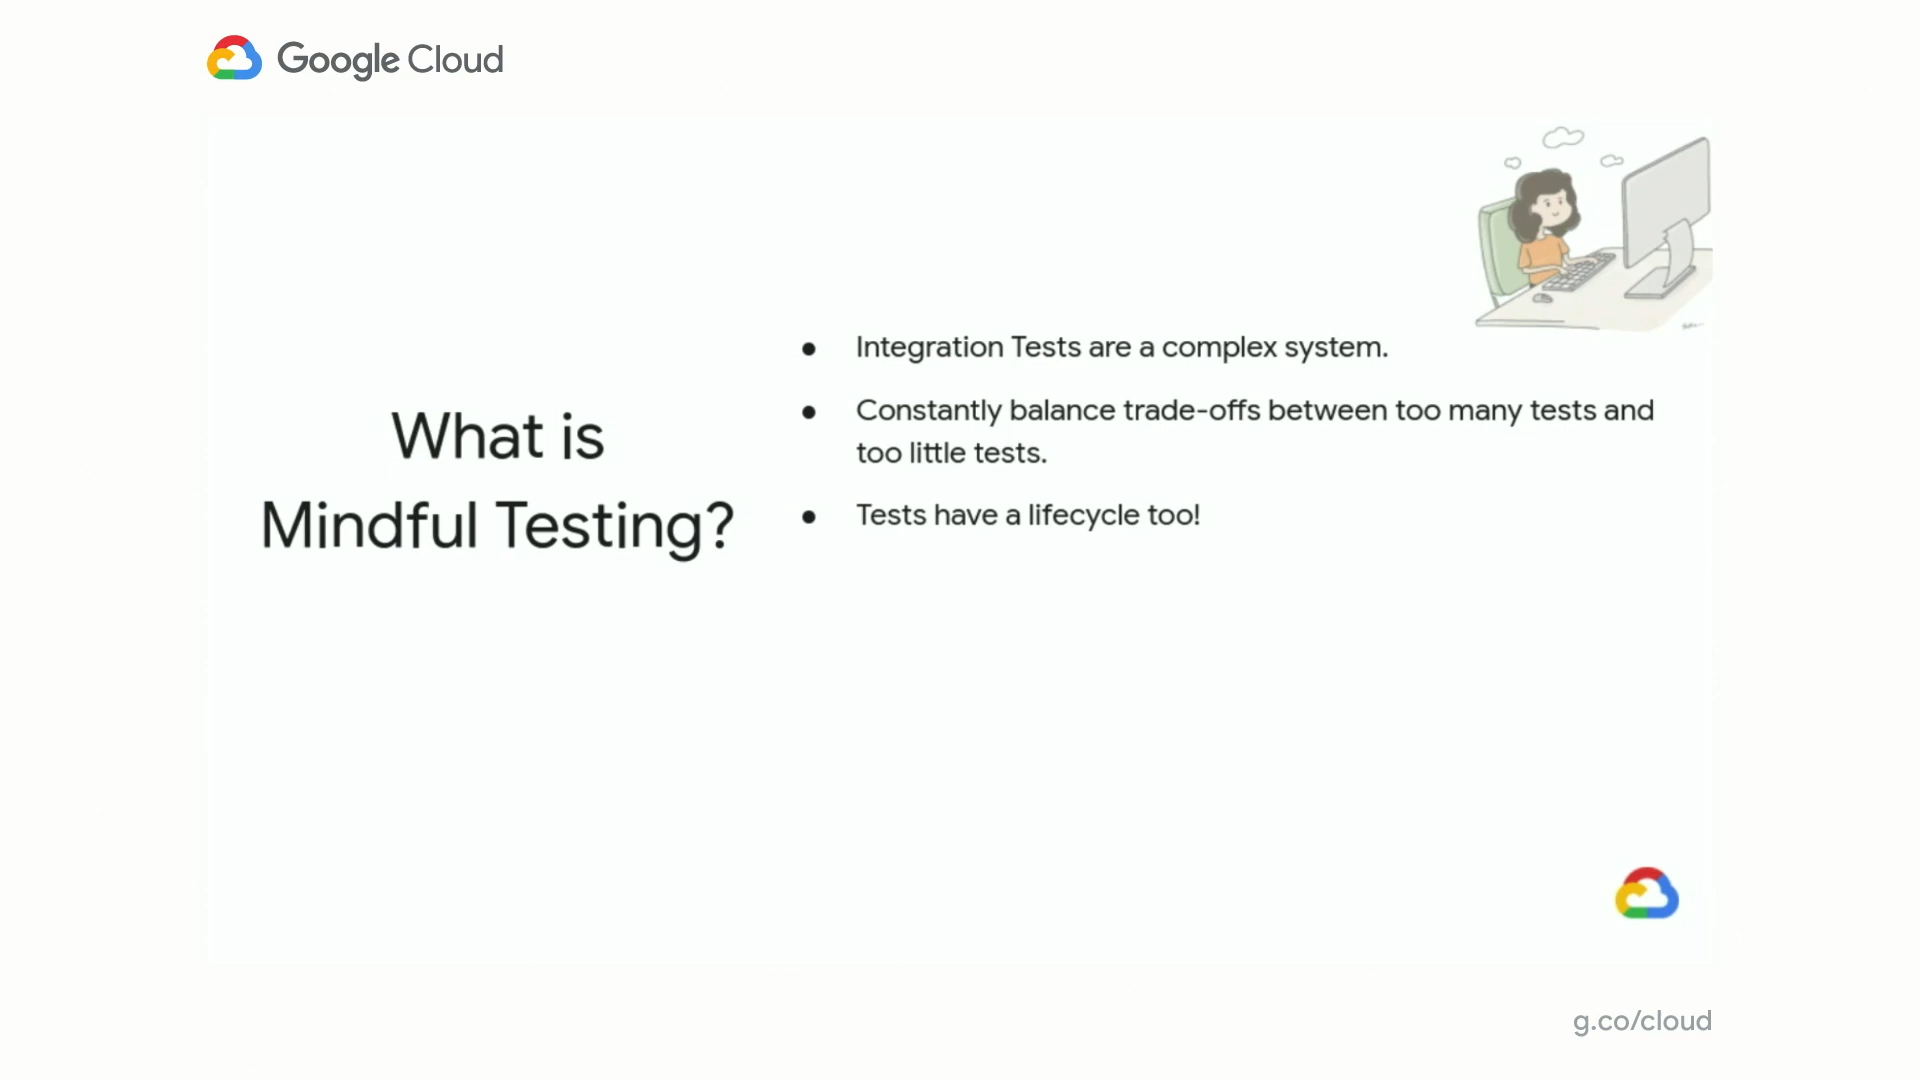 Google Cloud
What is
Mindful Testing?
● Integration Tests are a complex system.
● Constantly balance trade-offs between too many tests and
too little tests.
● Tests have a lifecycle too!
g.co/cloud